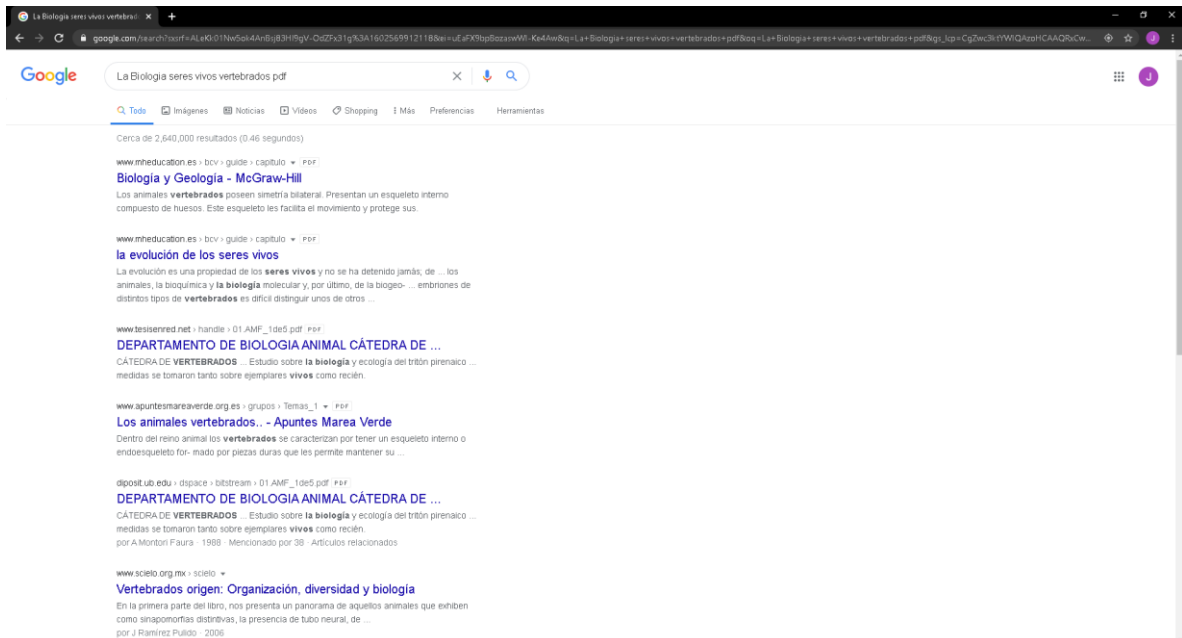 La Biologia seres vivos vertebrad
google.com/search?
Google
La Biologia seres vivos vertebrados pdf
J
Todo Imágenes Noticias Vídeos Shopping Más Preferencias Herramientas
Cerca de 2,640,000 resultados (0.46 segundos)
www.mheducation.es › bcv › guide › capitulo PDF
Biología y Geología - McGraw-Hill
Los animales vertebrados poseen simetría bilateral. Presentan un esqueleto interno
compuesto de huesos. Este esqueleto les facilita el movimiento y protege sus.
www.mheducation.es › bcv › guide › capitulo PDF
la evolución de los seres vivos
La evolución es una propiedad de los seres vivos y no se ha detenido jamás; de ... los
animales, la bioquímica y la biología molecular y, por último, de la biogeo- ... embriones de
distintos tipos de vertebrados es difícil distinguir unos de otros ...
www.tesisenred.net › handle › 01.AMF_1de5.pdf PDF
DEPARTAMENTO DE BIOLOGIA ANIMAL CÁTEDRA DE ...
CÁTEDRA DE VERTEBRADOS ... Estudio sobre la biología y ecología del tritón pirenaico ...
medidas se tomaron tanto sobre ejemplares vivos como recién.
www.apuntesmareaverde.org.es › grupos › Temas_1 PDF
Los animales vertebrados.. - Apuntes Marea Verde
Dentro del reino animal los vertebrados se caracterizan por tener un esqueleto interno o
endoesqueleto for- mado por piezas duras que les permite mantener su ...
diposit.ub.edu › dspace › bitstream › 01.AMF_1de5.pdf PDF
DEPARTAMENTO DE BIOLOGIA ANIMAL CÁTEDRA DE ...
CÁTEDRA DE VERTEBRADOS ... Estudio sobre la biología y ecología del tritón pirenaico ...
medidas se tomaron tanto sobre ejemplares vivos como recién.
por A Montori Faura · 1988 · Mencionado por 38 · Artículos relacionados
www.scielo.org.mx › scielo
Vertebrados origen: Organización, diversidad y biología
En la primera parte del libro, nos presenta un panorama de aquellos animales que exhiben
como sinapomorfías distintivas, la presencia de tubo neural, de ...
por J Ramírez Pulido · 2006